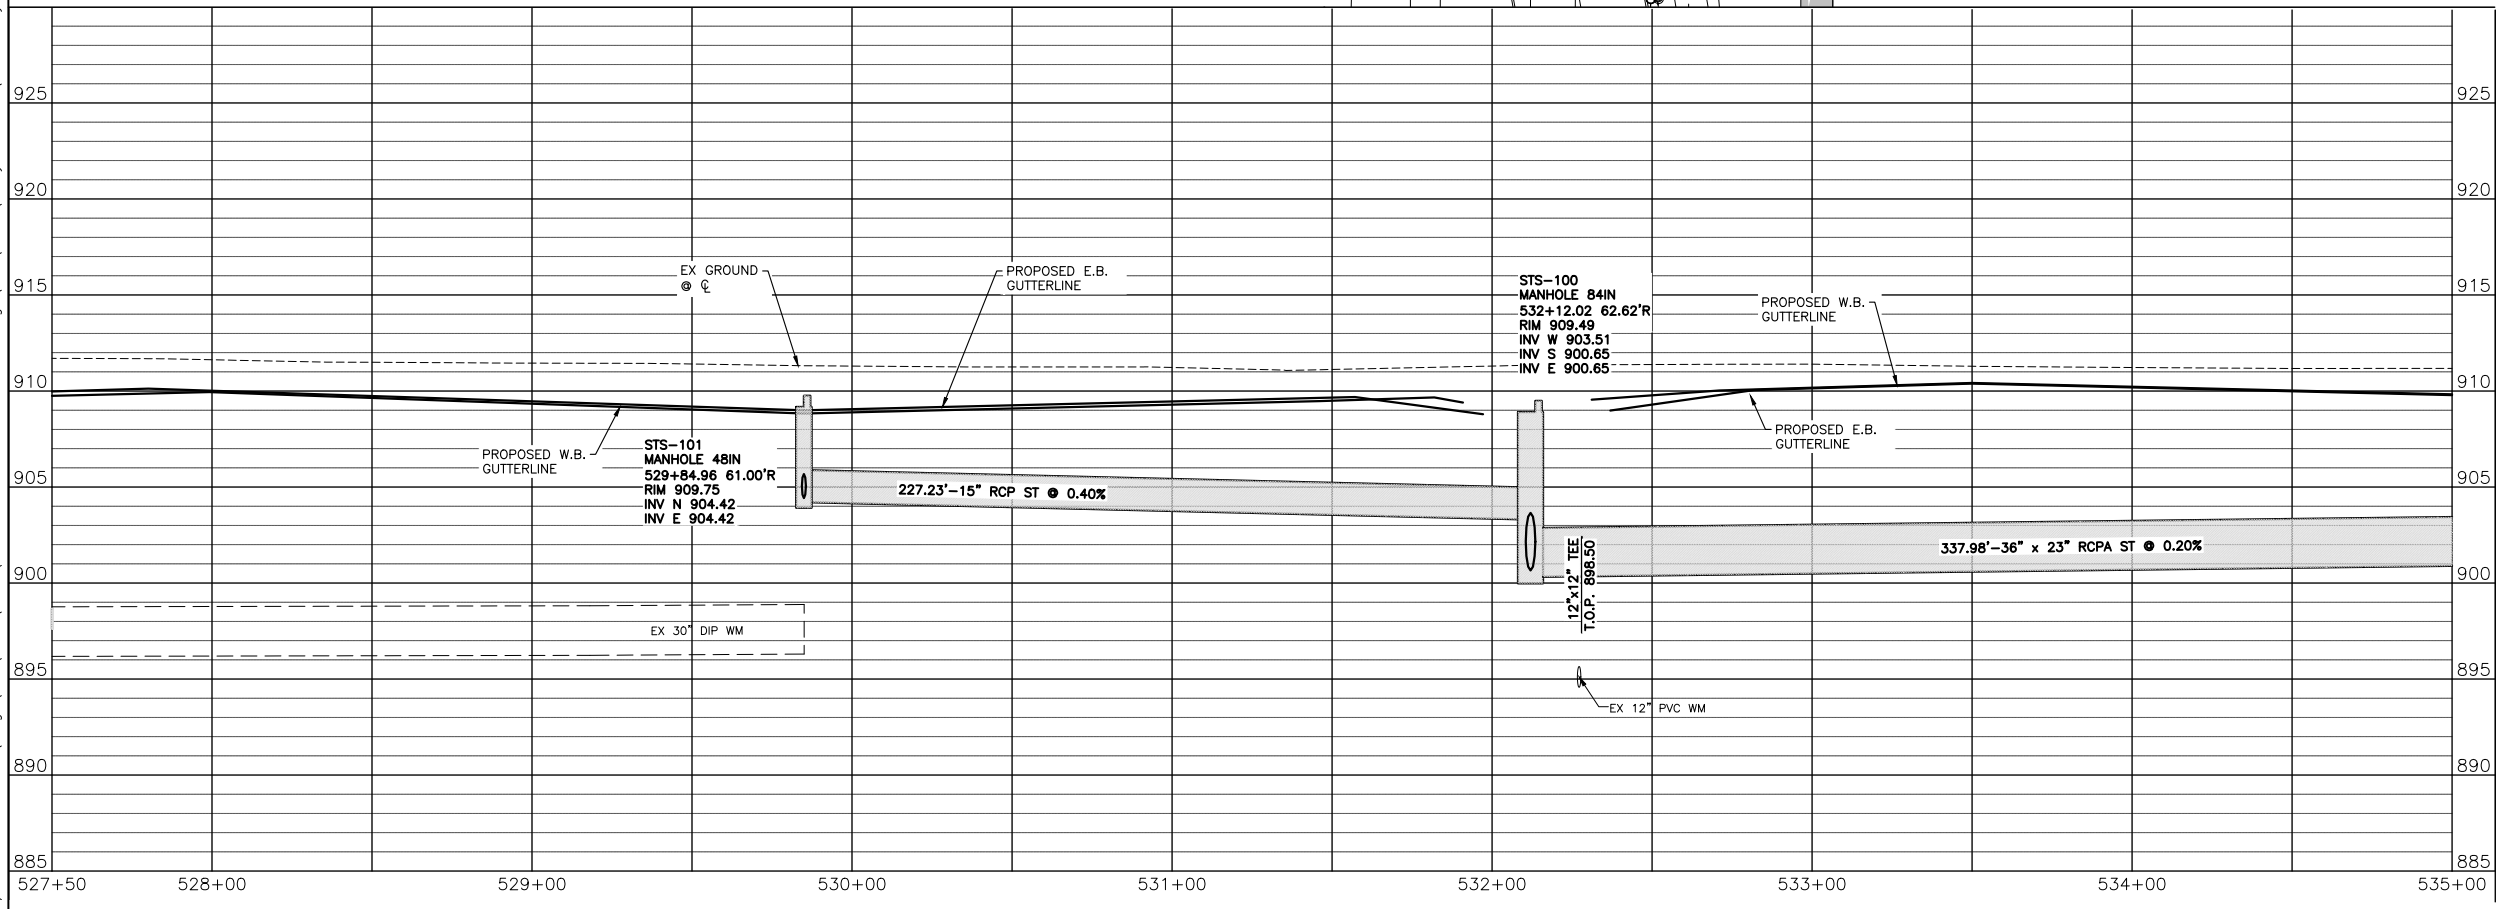 925
925
920
920
915
915
910
910
905
905
900
900
895
895
890
890
885
885
EX GROUND
@ ℄
PROPOSED E.B.
GUTTERLINE
STS-100
MANHOLE 84IN
532+12.02 62.62'R
RIM 909.49
INV W 903.51
INV S 900.65
INV E 900.65
PROPOSED W.B.
GUTTERLINE
PROPOSED W.B.
GUTTERLINE
STS-101
MANHOLE 48IN
529+84.96 61.00'R
RIM 909.75
INV N 904.42
INV E 904.42
PROPOSED E.B.
GUTTERLINE
227.23'-15" RCP ST @ 0.40%
337.98'-36" x 23" RCPA ST @ 0.20%
12"x12" TEE
T.O.P. 898.50
EX 30" DIP WM
EX 12" PVC WM
527+50
528+00
529+00
530+00
531+00
532+00
533+00
534+00
535+00